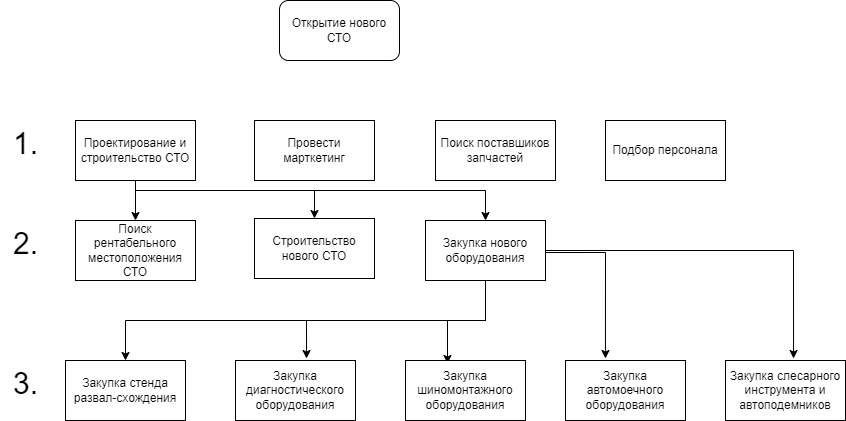 Открытие нового
СТО
1.
Проектирование и
строительство СТО
Провести
марткетинг
Поиск поставшиков
запчастей
Подбор персонала
2.
Поиск
рентабельного
местоположения
СТО
Строительство
нового СТО
Закупка нового
оборудования
3.
Закупка стенда
развал-схождения
Закупка
диагностического
оборудования
Закупка
шиномонтажного
оборудования
Закупка
автомоечного
оборудования
Закупка слесарного
инструмента и
автоподемников